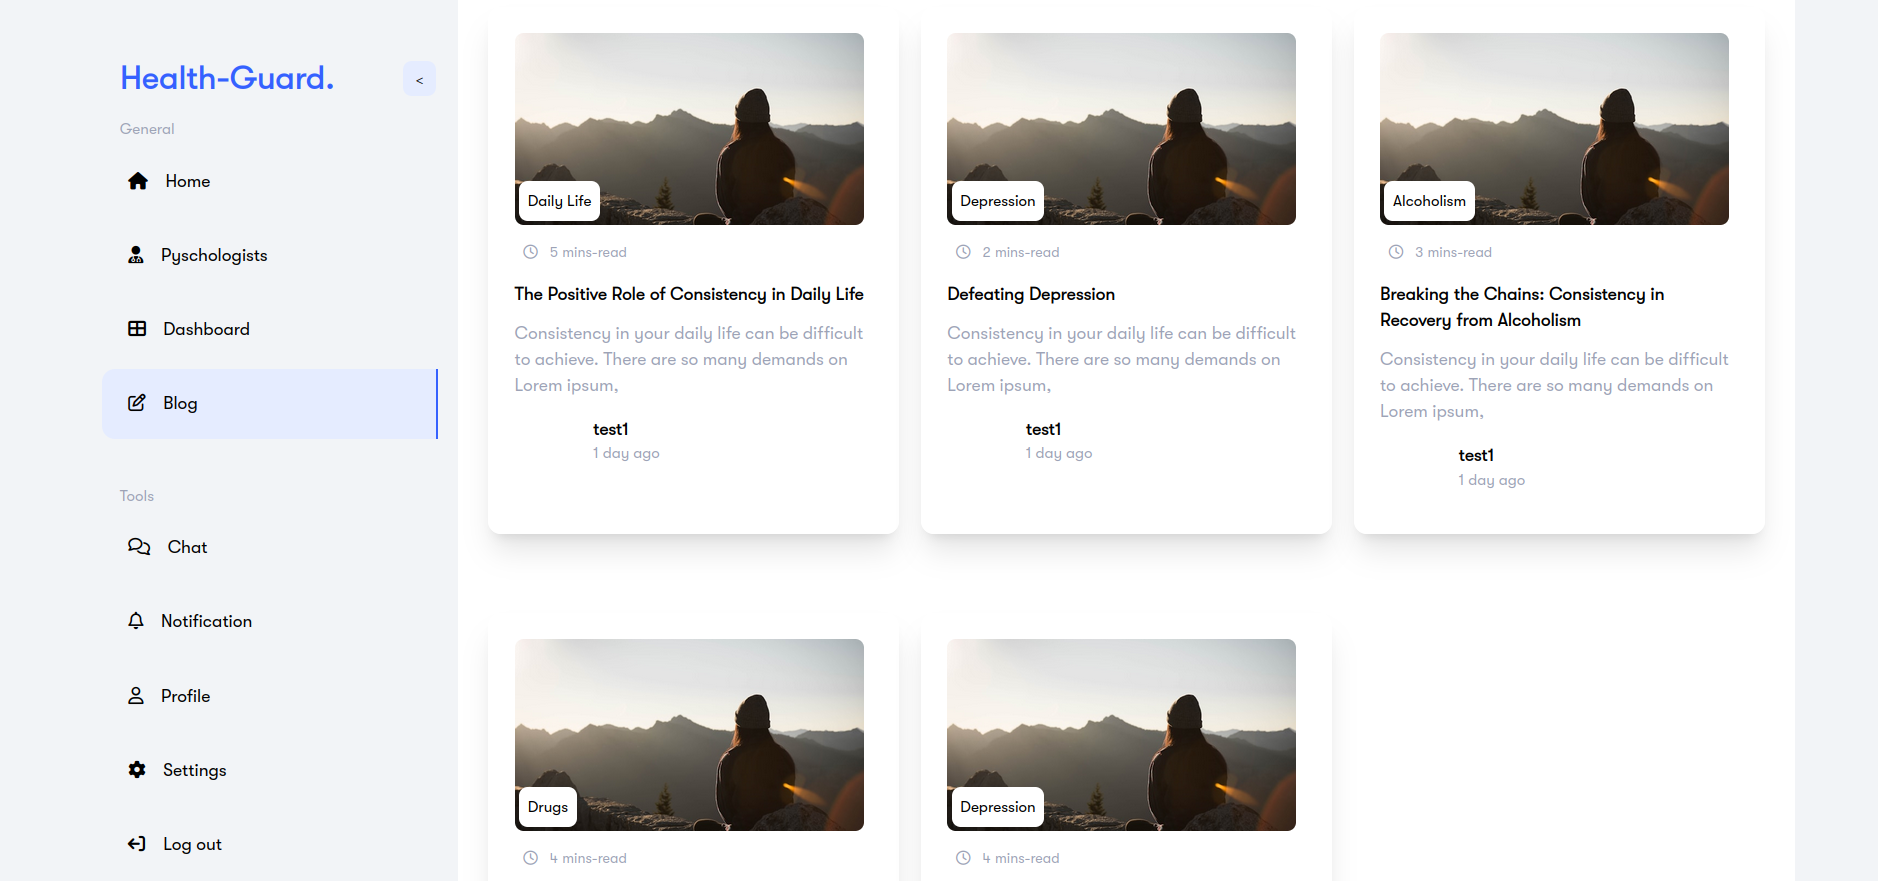 Health-Guard.
<
General
Home
Pyschologists
Dashboard
Blog
Tools
Chat
Notification
Profile
Settings
Log out
Daily Life
5 mins-read
The Positive Role of Consistency in Daily Life
Consistency in your daily life can be difficult
to achieve. There are so many demands on
Lorem ipsum,
test1
1 day ago
Depression
2 mins-read
Defeating Depression
Consistency in your daily life can be difficult
to achieve. There are so many demands on
Lorem ipsum,
test1
1 day ago
Alcoholism
3 mins-read
Breaking the Chains: Consistency in
Recovery from Alcoholism
Consistency in your daily life can be difficult
to achieve. There are so many demands on
Lorem ipsum,
test1
1 day ago
Drugs
4 mins-read
Depression
4 mins-read